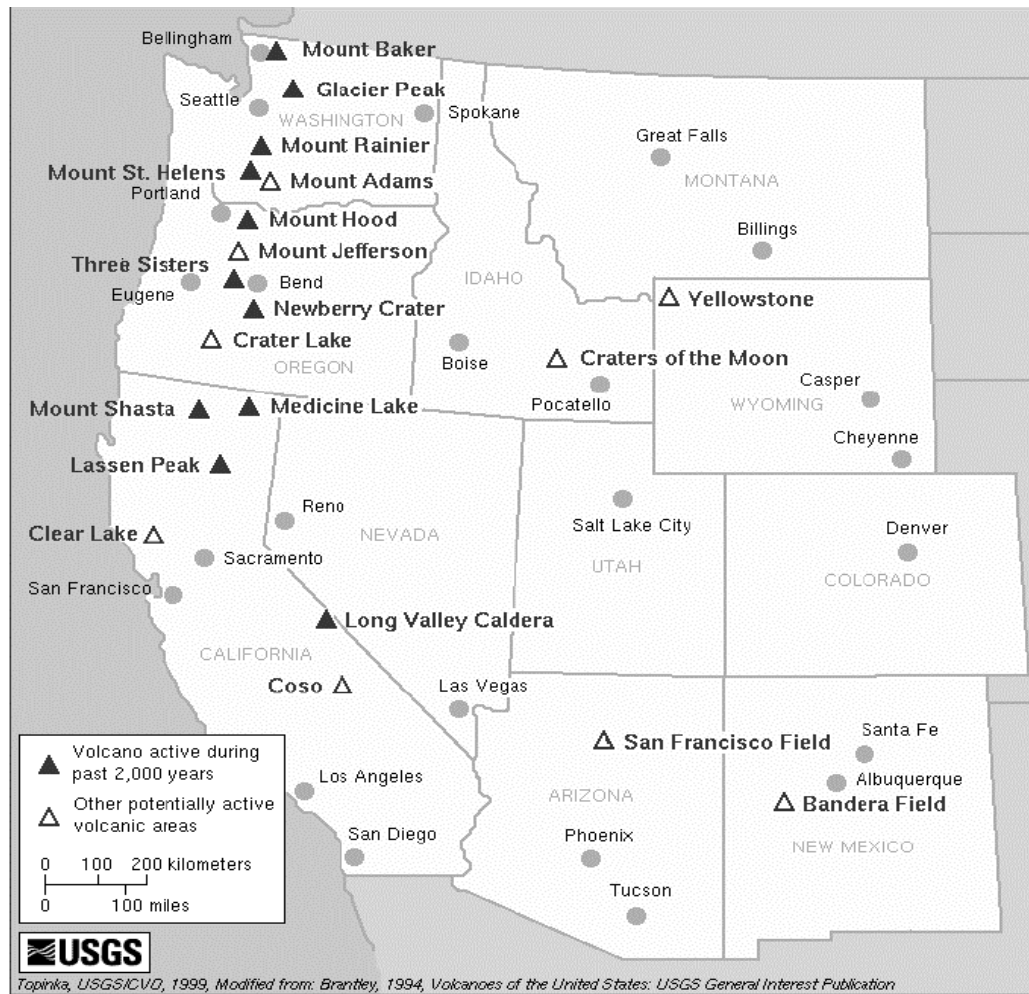 Bellingham
Mount Baker
Glacier Peak
Seattle
WASHINGTON
Spokane
Mount Rainier
Mount St. Helens
Mount Adams
Portland
Mount Hood
Mount Jefferson
Three Sisters
Eugene
Bend
Newberry Crater
Crater Lake
OREGON
Great Falls
MONTANA
Billings
IDAHO
Yellowstone
Boise
Craters of the Moon
Pocatello
Casper
WYOMING
Cheyenne
Mount Shasta
Medicine Lake
Lassen Peak
Clear Lake
Reno
NEVADA
Sacramento
San Francisco
Salt Lake City
UTAH
Denver
COLORADO
Long Valley Caldera
CALIFORNIA
Coso
Las Vegas
San Francisco Field
Santa Fe
Albuquerque
Bandera Field
NEW MEXICO
ARIZONA
Phoenix
Tucson
Los Angeles
San Diego
Volcano active during
past 2,000 years
Other potentially active
volcanic areas
0 100 200 kilometers
0 100 miles
USGS
Topinka, USGS/CVO, 1999, Modified from: Brantley, 1994, Volcanoes of the United States: USGS General Interest Publication